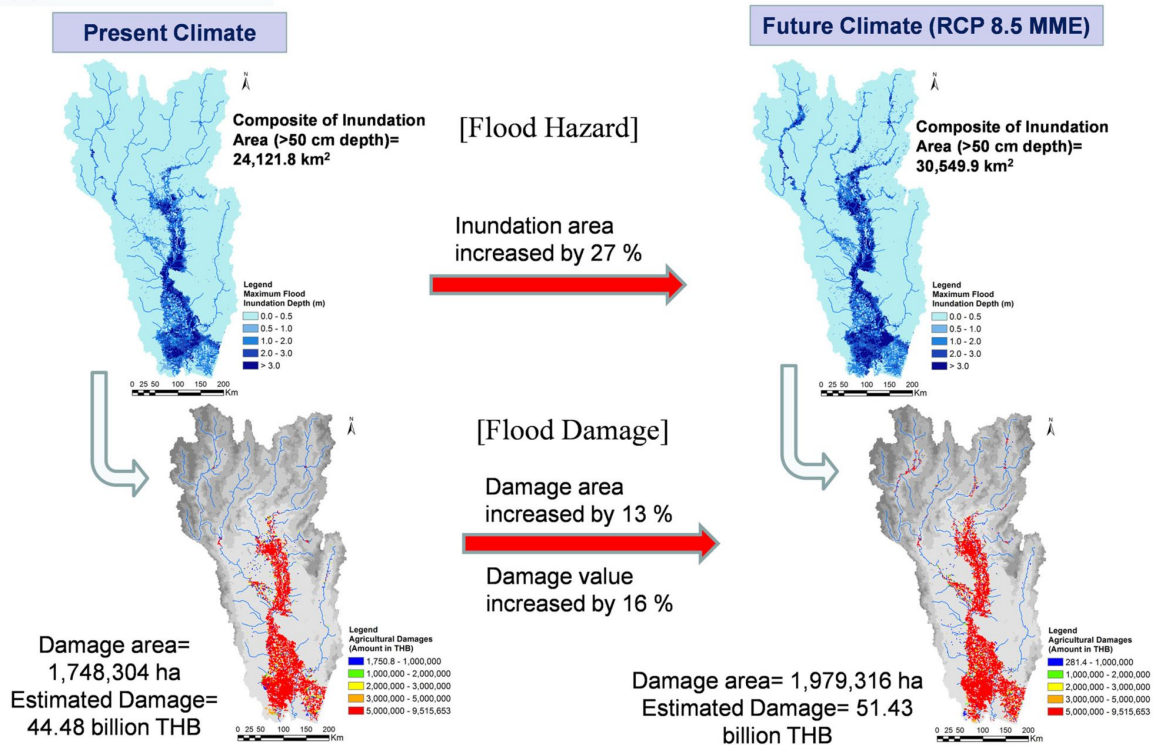 Present Climate
Future Climate (RCP 8.5 MME)
N
Composite of Inundation
Area (>50 cm depth)=
24,121.8 km²
[Flood Hazard]
N
Composite of Inundation
Area (>50 cm depth)=
30,549.9 km²
Inundation area
increased by 27 %
Legend
Maximum Flood
Inundation Depth (m)
0.0 - 0.5
0.5 - 1.0
1.0 - 2.0
2.0 - 3.0
> 3.0
0 25 50 100 150 200
Km
Legend
Maximum Flood
Inundation Depth (m)
0.0 - 0.5
0.5 - 1.0
1.0 - 2.0
2.0 - 3.0
> 3.0
0 25 50 100 150 200
Km
[Flood Damage]
N
N
Damage area
increased by 13 %
Damage value
increased by 16 %
Damage area=
1,748,304 ha
Estimated Damage=
44.48 billion THB
Legend
Agricultural Damages
(Amount in THB)
1,750.8 - 1,000,000
1,000,000 - 2,000,000
2,000,000 - 3,000,000
3,000,000 - 5,000,000
5,000,000 - 9,515,653
0 25 50 100 150 200
Km
Damage area= 1,979,316 ha
Estimated Damage= 51.43
billion THB
Legend
Agricultural Damages
(Amount in THB)
281.4 - 1,000,000
1,000,000 - 2,000,000
2,000,000 - 3,000,000
3,000,000 - 5,000,000
5,000,000 - 9,515,653
0 25 50 100 150 200
Km